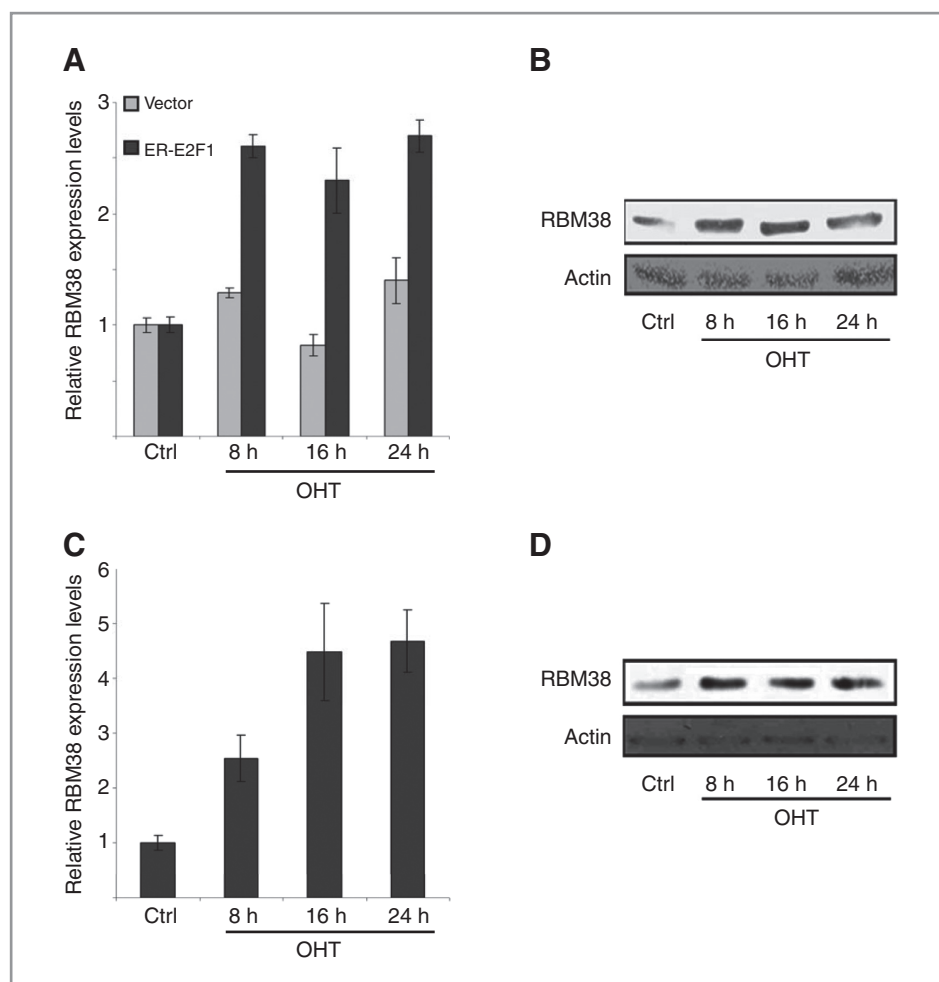 A
Relative RBM38 expression levels
3
2
1
Vector
ER-E2F1
Ctrl 8 h 16 h 24 h
OHT
B
RBM38
Actin
Ctrl 8 h 16 h 24 h
OHT
C
Relative RBM38 expression levels
6
5
4
3
2
1
Ctrl 8 h 16 h 24 h
OHT
D
RBM38
Actin
Ctrl 8 h 16 h 24 h
OHT